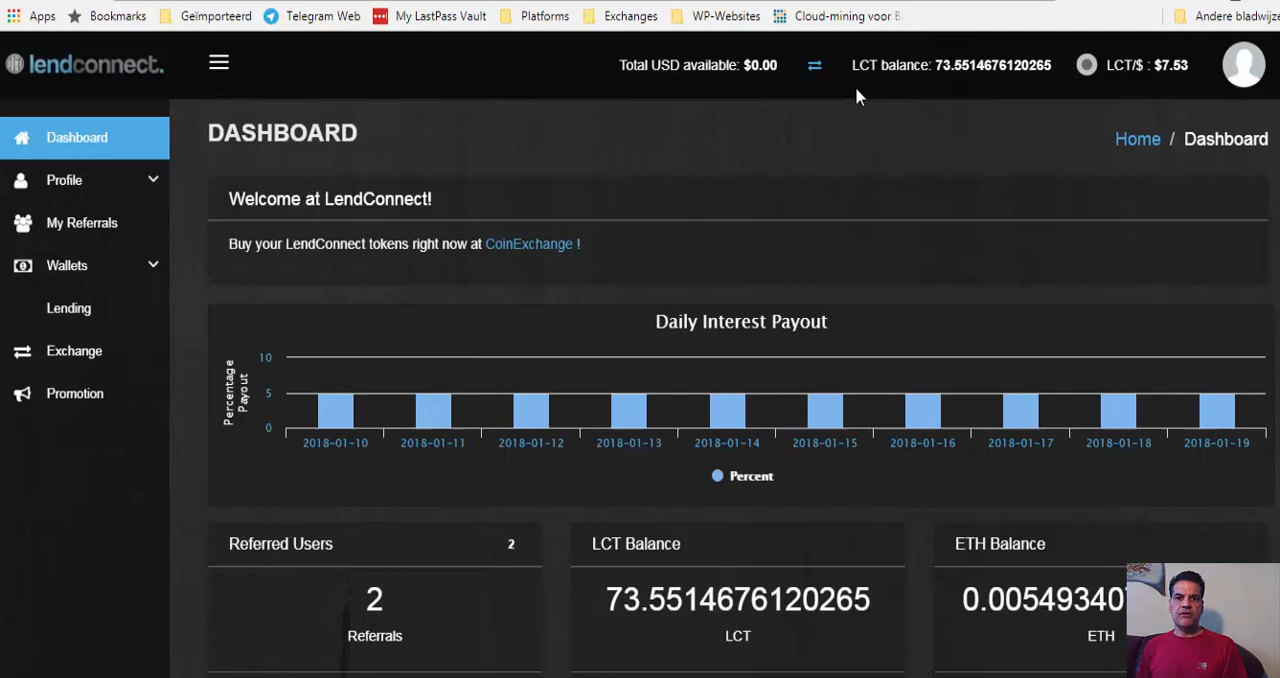 Apps Bookmarks Geïmporteerd Telegram Web My LastPass Vault Platforms Exchanges WP-Websites Cloud-mining voor B Andere bladwijze
lendconnect. Total USD available: $0.00 LCT balance: 73.5514676120265 LCT/$ : $7.53
Dashboard
Profile
My Referrals
Wallets
Lending
Exchange
Promotion
DASHBOARD
Home / Dashboard
Welcome at LendConnect!
Buy your LendConnect tokens right now at CoinExchange !
Daily Interest Payout
Percentage
Payout
10
5
0
2018-01-10 2018-01-11 2018-01-12 2018-01-13 2018-01-14 2018-01-15 2018-01-16 2018-01-17 2018-01-18 2018-01-19
Percent
Referred Users 2
2
Referrals
LCT Balance
73.5514676120265
LCT
ETH Balance
0.00549340
ETH